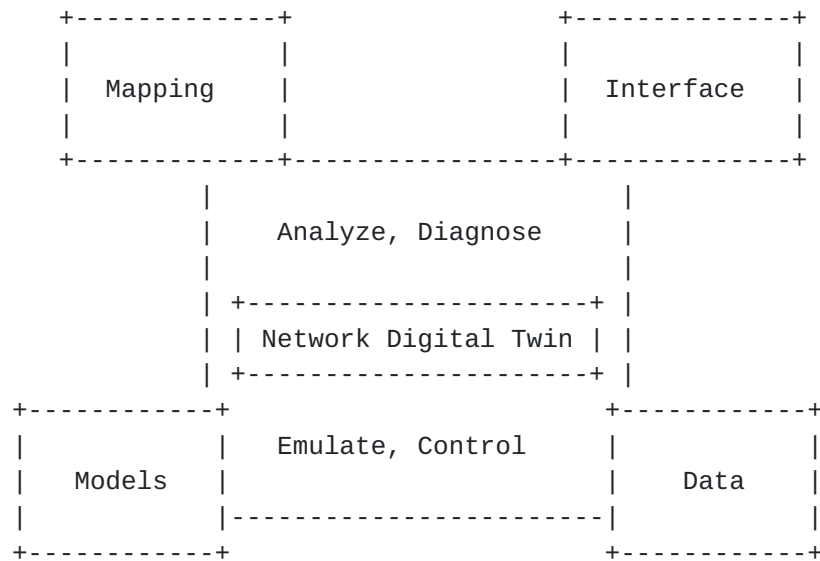 Mapping Interface
Analyze, Diagnose
Network Digital Twin
Emulate, Control
Models Data